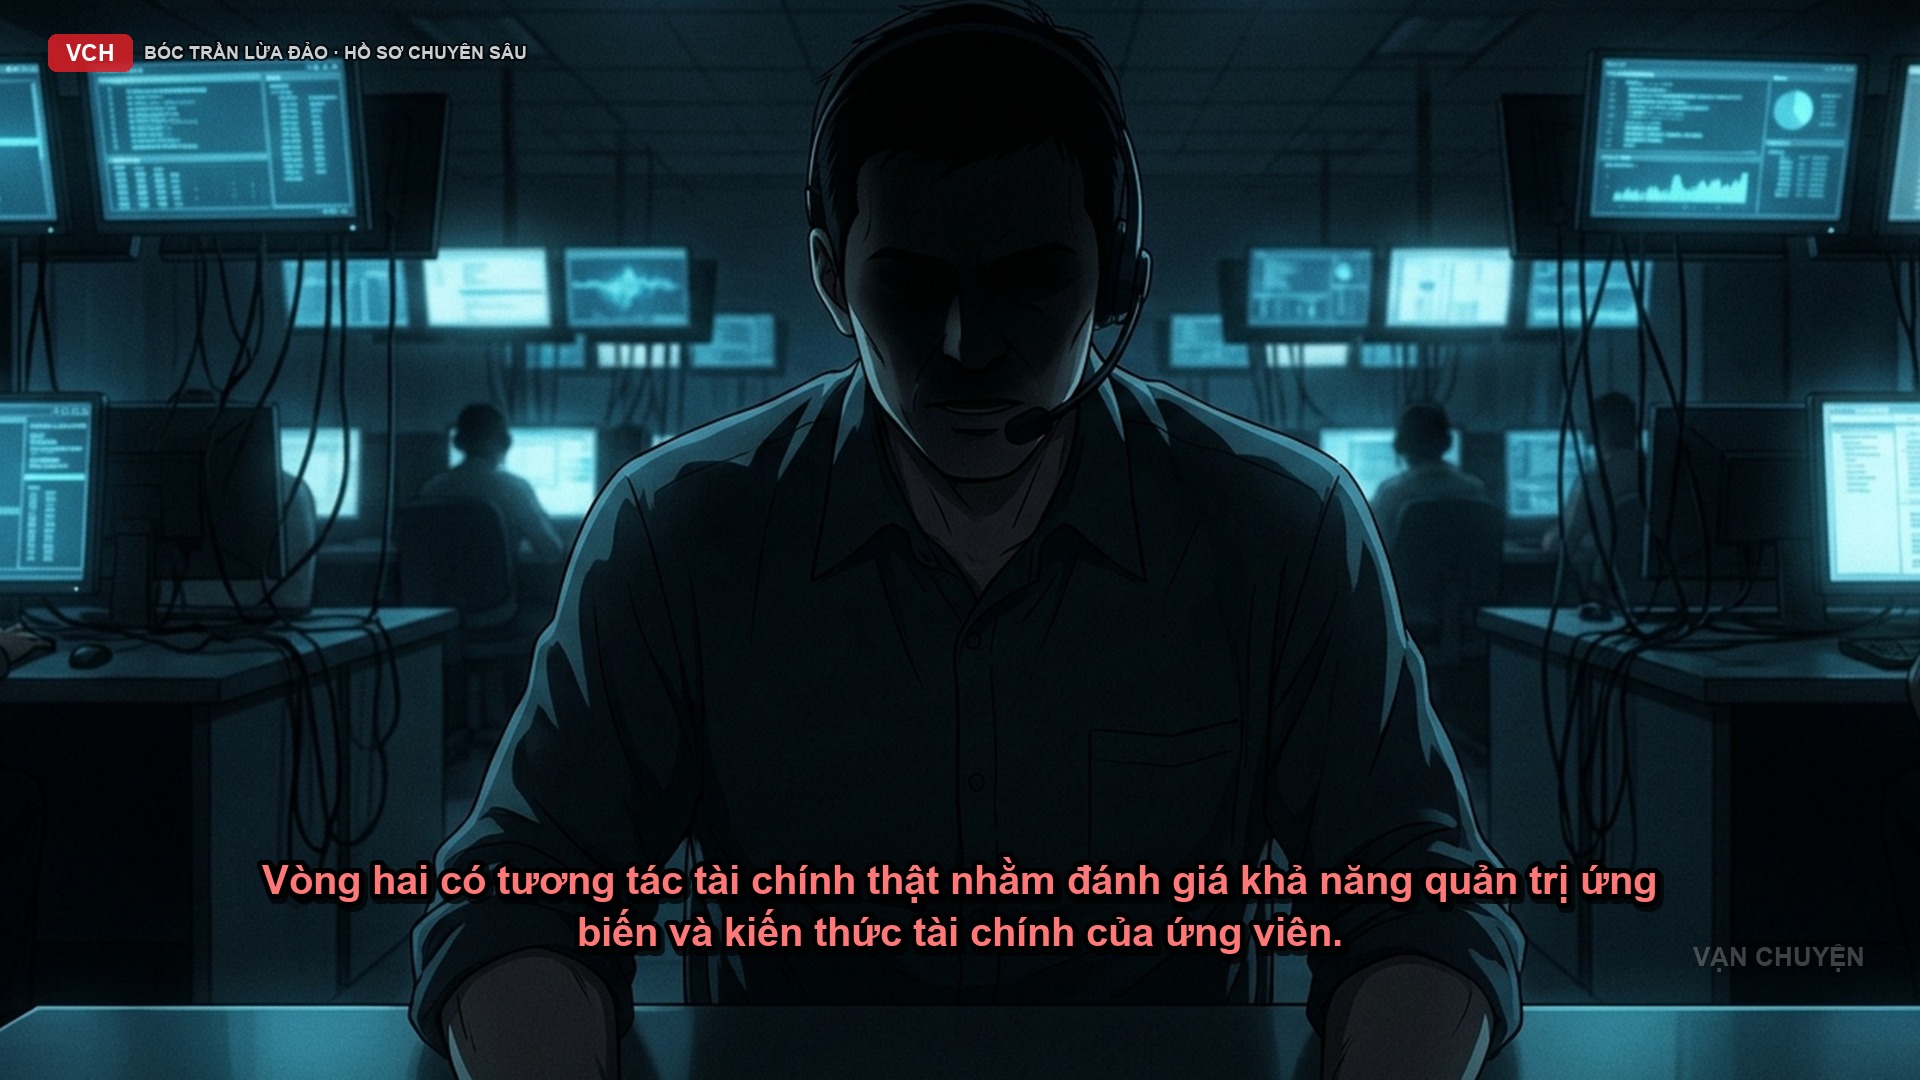 VCH BÓC TRẦN LỪA ĐẢO · HỒ SƠ CHUYÊN SÂU
Vòng hai có tương tác tài chính thật nhằm đánh giá khả năng quản trị ứng
biến và kiến thức tài chính của ứng viên.
VẠN CHUYỆN